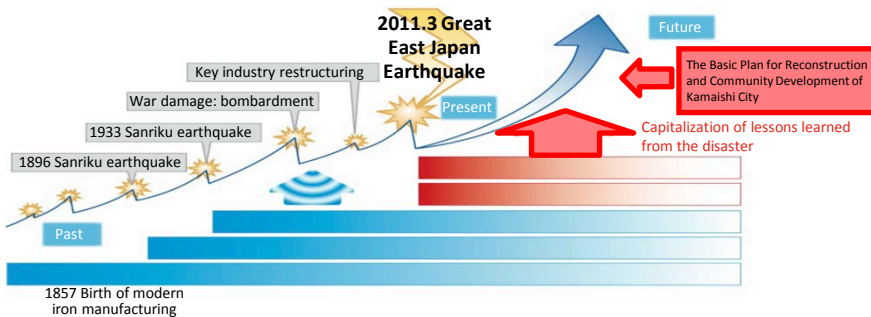 2011.3 Great
East Japan
Earthquake
Future
Key industry restructuring
The Basic Plan for Reconstruction
and Community Development of
Kamaishi City
War damage: bombardment
Present
1933 Sanriku earthquake
Capitalization of lessons learned
from the disaster
1896 Sanriku earthquake
Past
1857 Birth of modern
iron manufacturing